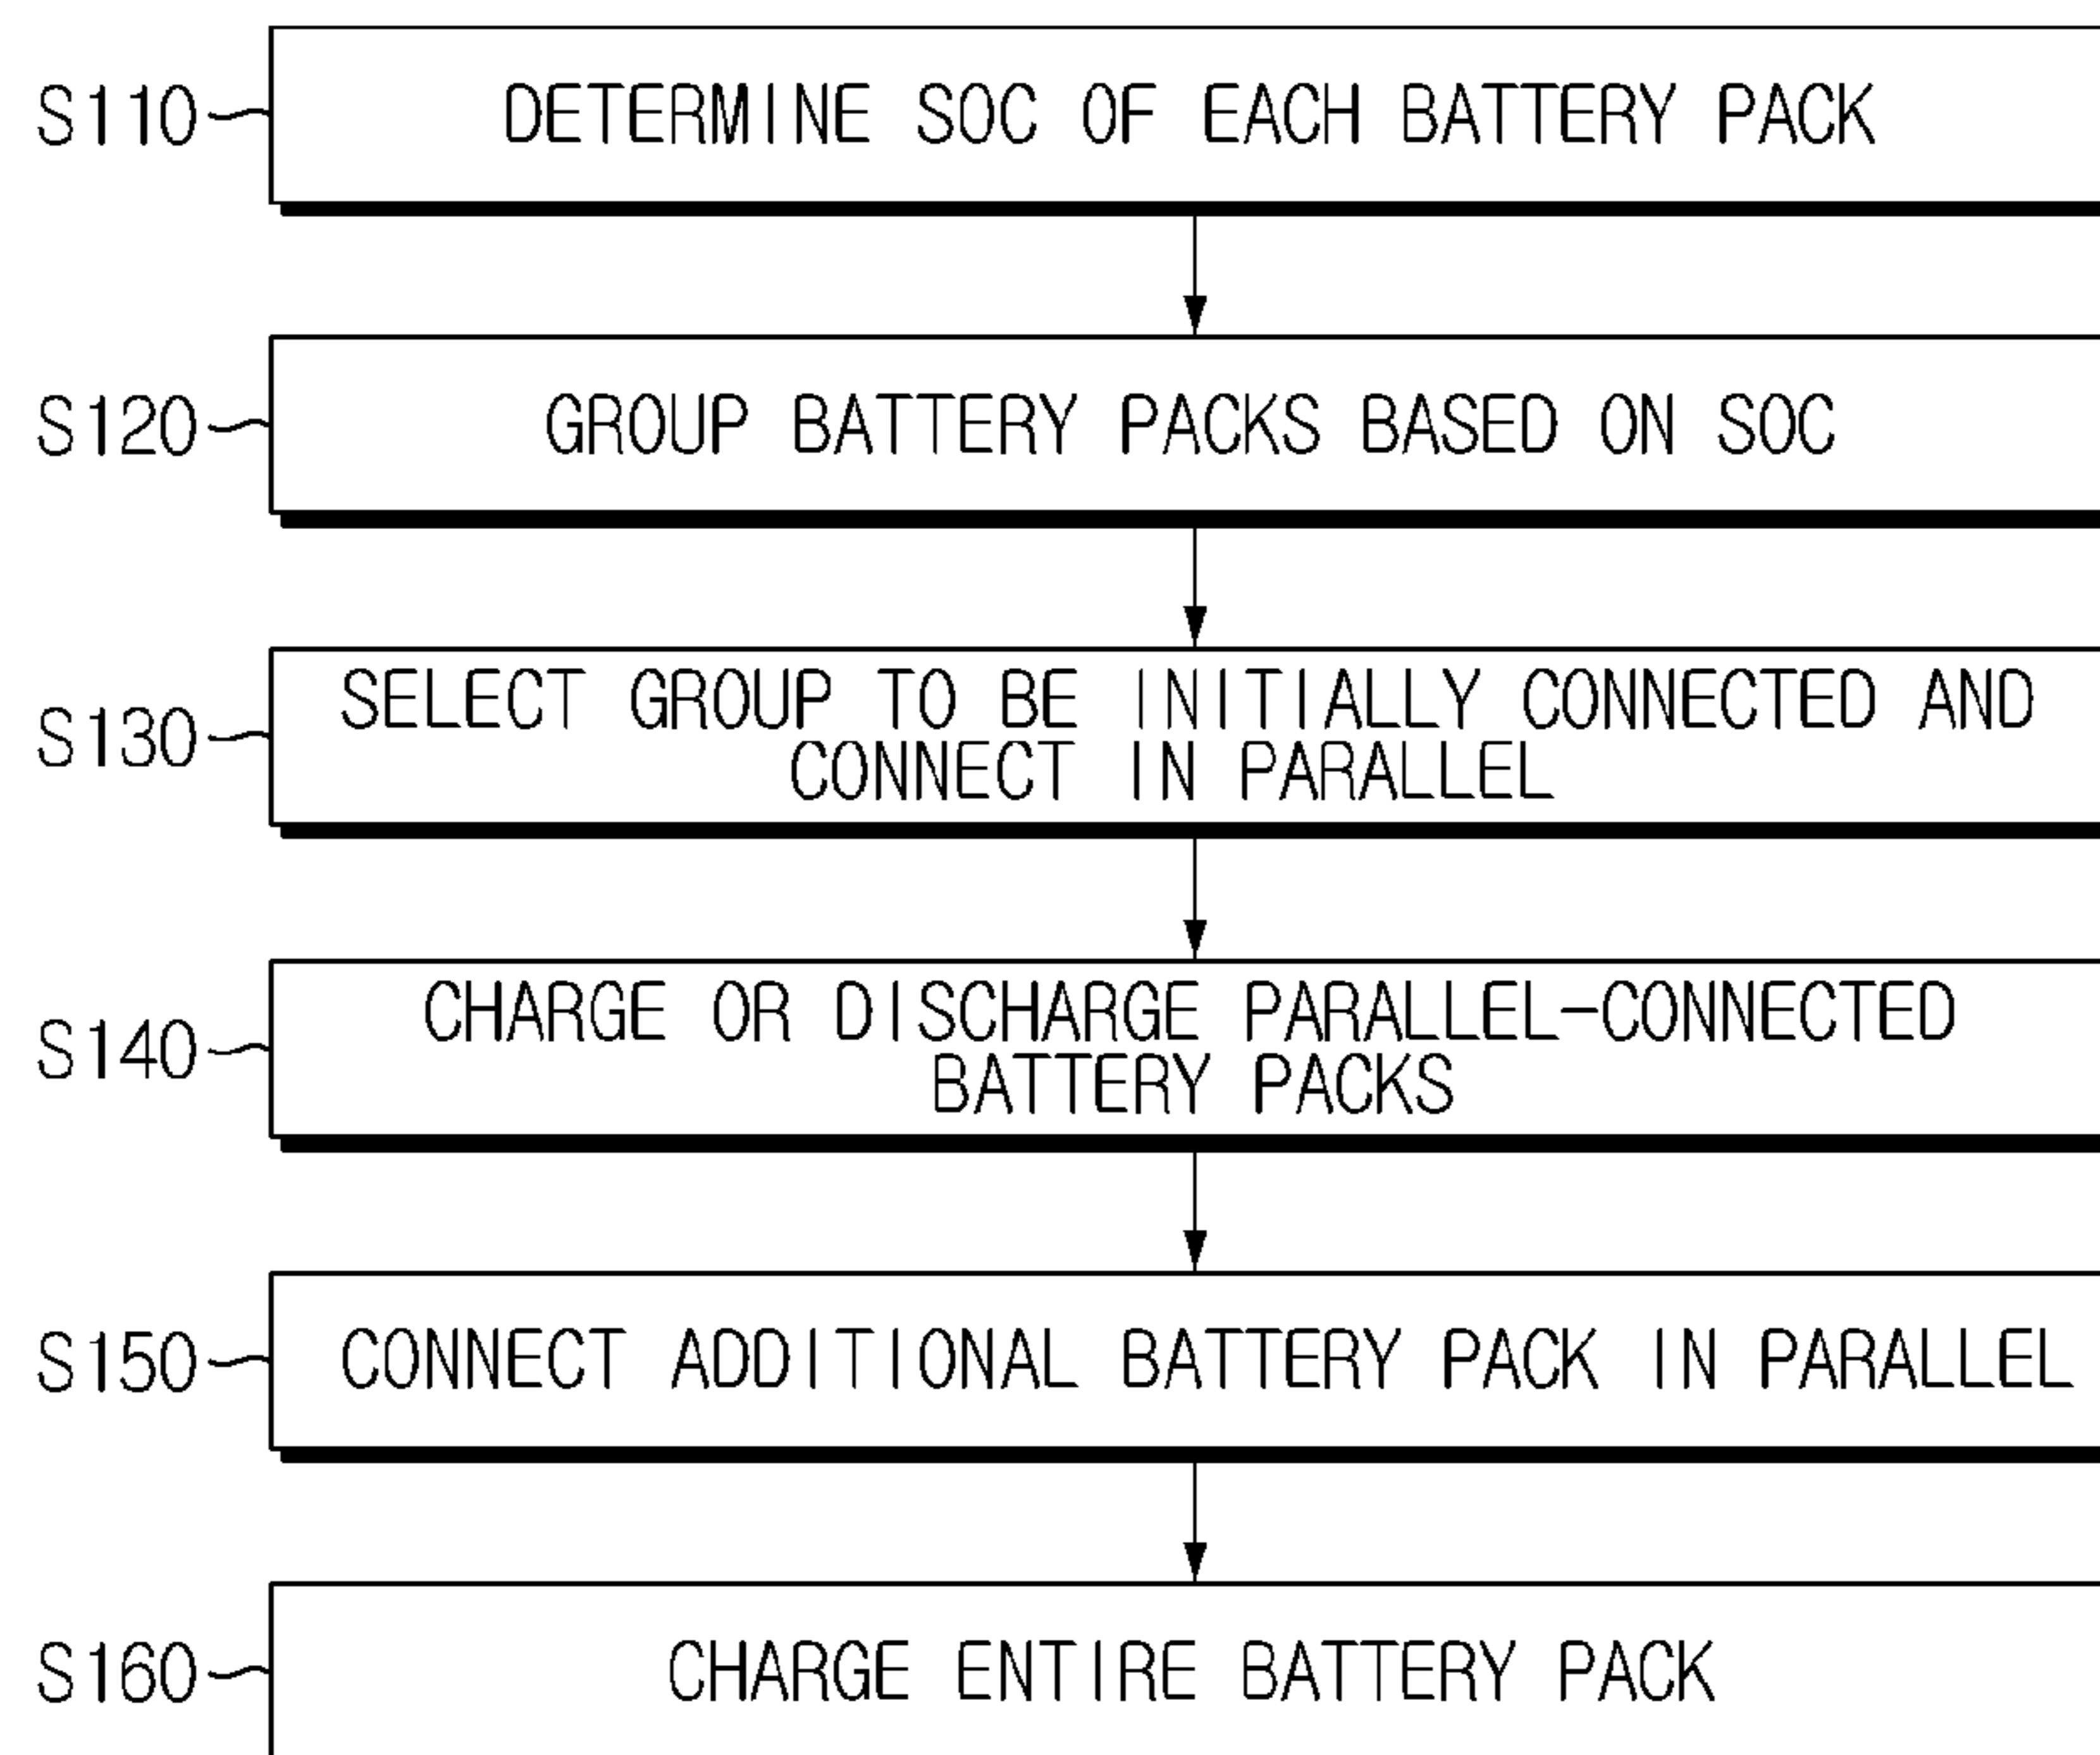 S110
DETERMINE SOC OF EACH BATTERY PACK
S120
GROUP BATTERY PACKS BASED ON SOC
S130
SELECT GROUP TO BE INITIALLY CONNECTED AND
CONNECT IN PARALLEL
S140
CHARGE OR DISCHARGE PARALLEL-CONNECTED
BATTERY PACKS
S150
CONNECT ADDITIONAL BATTERY PACK IN PARALLEL
S160
CHARGE ENTIRE BATTERY PACK